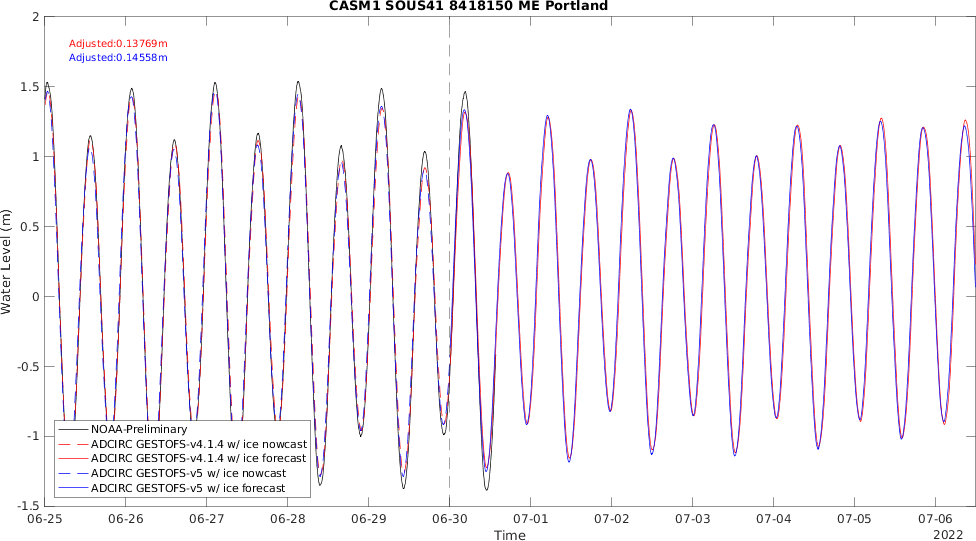 CASM1 SOUS41 8418150 ME Portland
Adjusted:0.13769m
Adjusted:0.14558m
Water Level (m)
2
1.5
1
0.5
0
-0.5
-1
-1.5
NOAA-Preliminary
ADCIRC GESTOFS-v4.1.4 w/ ice nowcast
ADCIRC GESTOFS-v4.1.4 w/ ice forecast
ADCIRC GESTOFS-v5 w/ ice nowcast
ADCIRC GESTOFS-v5 w/ ice forecast
06-25 06-26 06-27 06-28 06-29 06-30 07-01 07-02 07-03 07-04 07-05 07-06
Time
2022